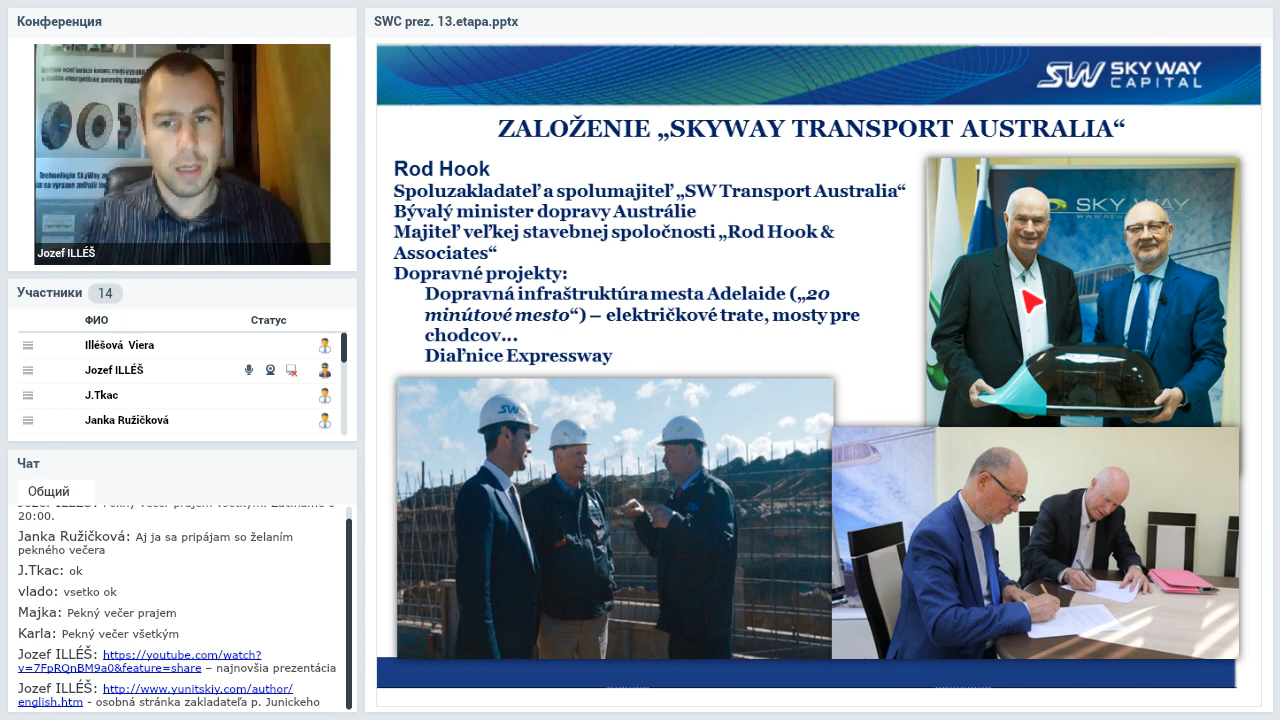 Конференция
Jozef ILLÉŠ
Участники 14
ФИО Статус
Illéšová Viera
Jozef ILLÉŠ
J.Tkac
Janka Ružičková
Чат
Общий
20:00.
Janka Ružičková: Aj ja sa pripájam so želaním
pekného večera
J.Tkac: ok
vlado: vsetko ok
Majka: Pekný večer prajem
Karla: Pekný večer všetkým
Jozef ILLÉŠ: https://youtube.com/watch?
v=7FpRQnBM9a0&feature=share – najnovšia prezentácia
Jozef ILLÉŠ: http://www.yunitskiy.com/author/
english.htm - osobná stránka zakladateľa p. Junickeho
SWC prez. 13.etapa.pptx
SW SKY WAY
CAPITAL
ZALOŽENIE „SKYWAY TRANSPORT AUSTRALIA“
Rod Hook
Spoluzakladateľ a spolumajiteľ „SW Transport Australia“
Bývalý minister dopravy Austrálie
Majiteľ veľkej stavebnej spoločnosti „Rod Hook &
Associates“
Dopravné projekty:
Dopravná infraštruktúra mesta Adelaide („20
minútové mesto“) – električkové trate, mosty pre
chodcov...
Diaľnice Expressway
SKY WAY
SW